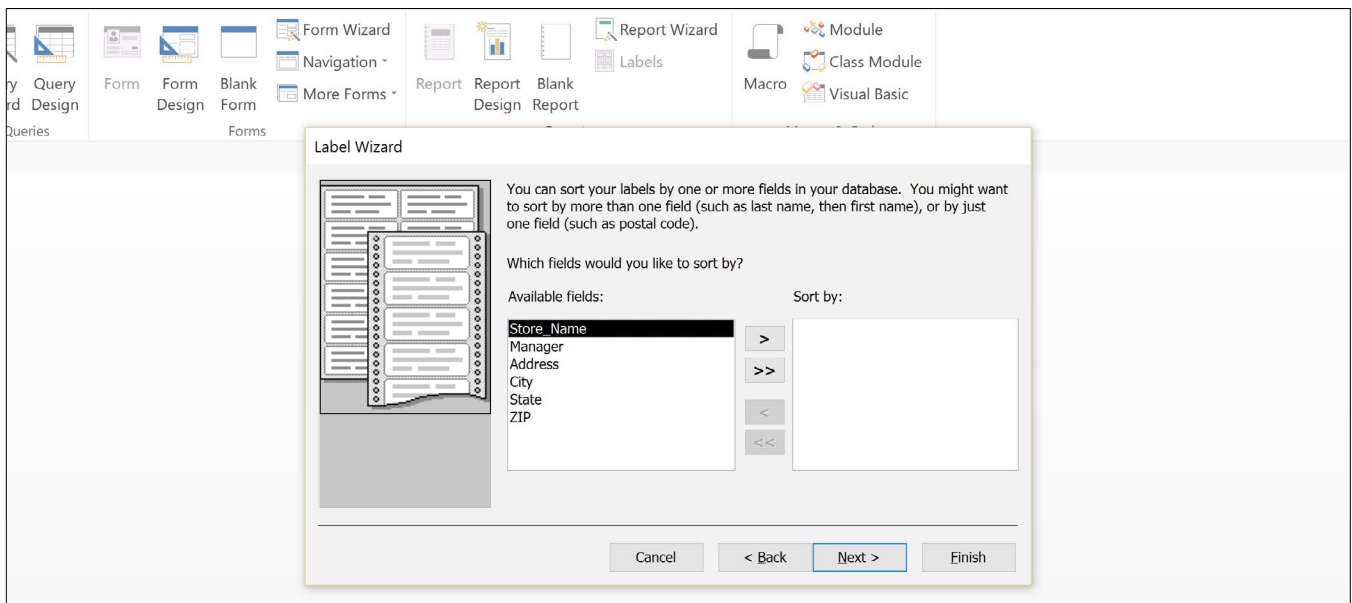 Query
Design
Queries
Form
Form
Design
Blank
Form
Form Wizard
Navigation
More Forms
Forms
Report
Report
Design
Blank
Report
Report Wizard
Labels
Macro
Module
Class Module
Visual Basic
Label Wizard
You can sort your labels by one or more fields in your database. You might want
to sort by more than one field (such as last name, then first name), or by just
one field (such as postal code).
Which fields would you like to sort by?
Available fields:
Sort by:
Store_Name
Manager
Address
City
State
ZIP
>
>>
<
<<
Cancel
< Back
Next >
Finish